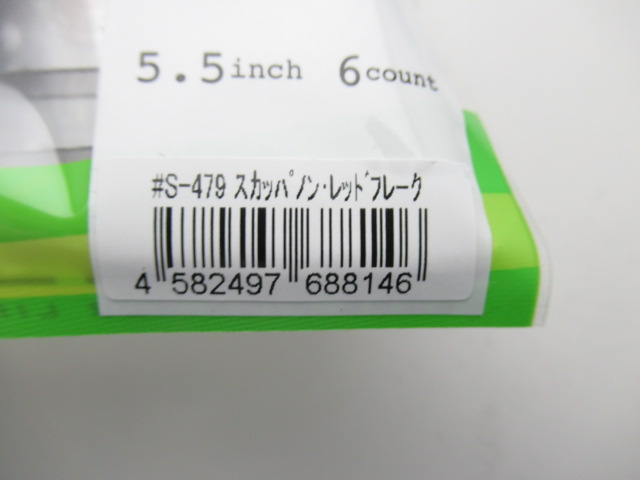 5.5inch 6count
#S-479 ｽｶｯﾊﾟﾉﾝ･ﾚｯﾄﾞﾌﾚｰｸ
4 582497 688146